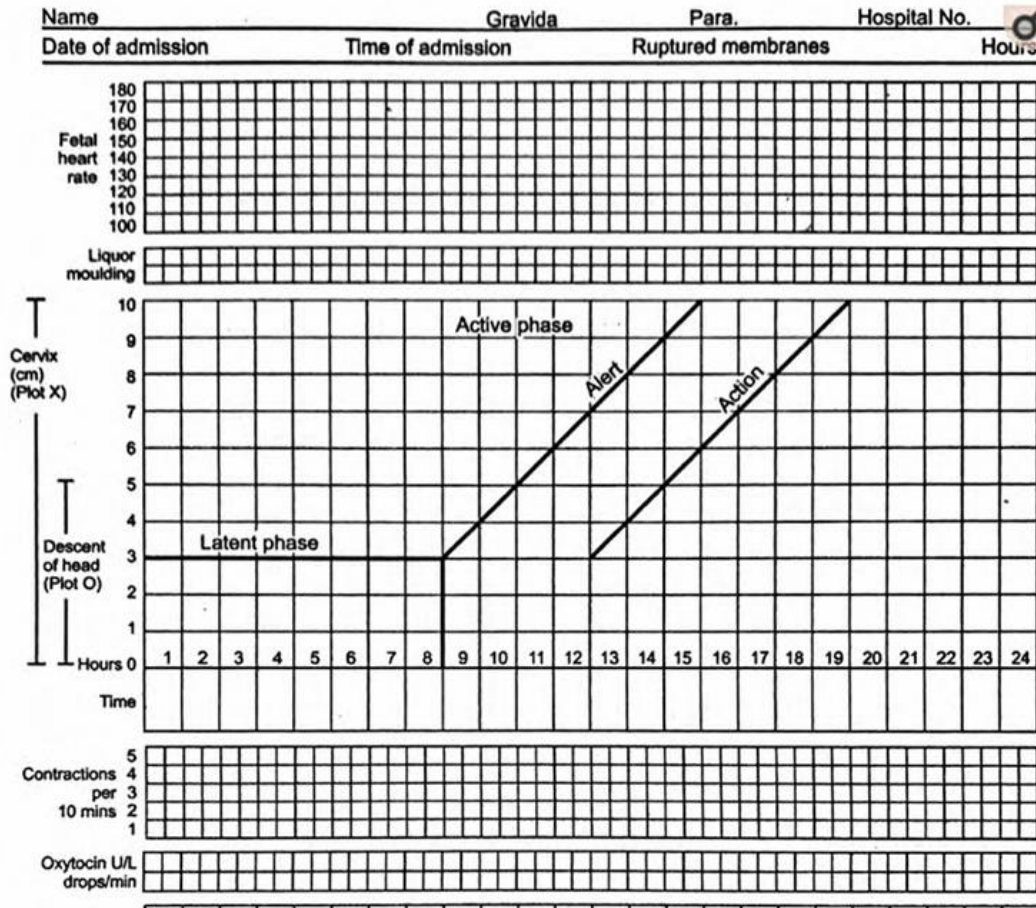 Name Gravida Para. Hospital No.
Date of admission Time of admission Ruptured membranes Hours
180
170
160
Fetal 150
heart 140
rate 130
120
110
100
Liquor
moulding
10
Active phase
9
Cervix
(cm)
(Plot X)
8
Alert
Action
7
6
5
4
Descent
of head
(Plot O)
Latent phase
3
2
1
Hours 0 1 2 3 4 5 6 7 8 9 10 11 12 13 14 15 16 17 18 19 20 21 22 23 24
Time
5
Contractions 4
per 3
10 mins 2
1
Oxytocin U/L
drops/min